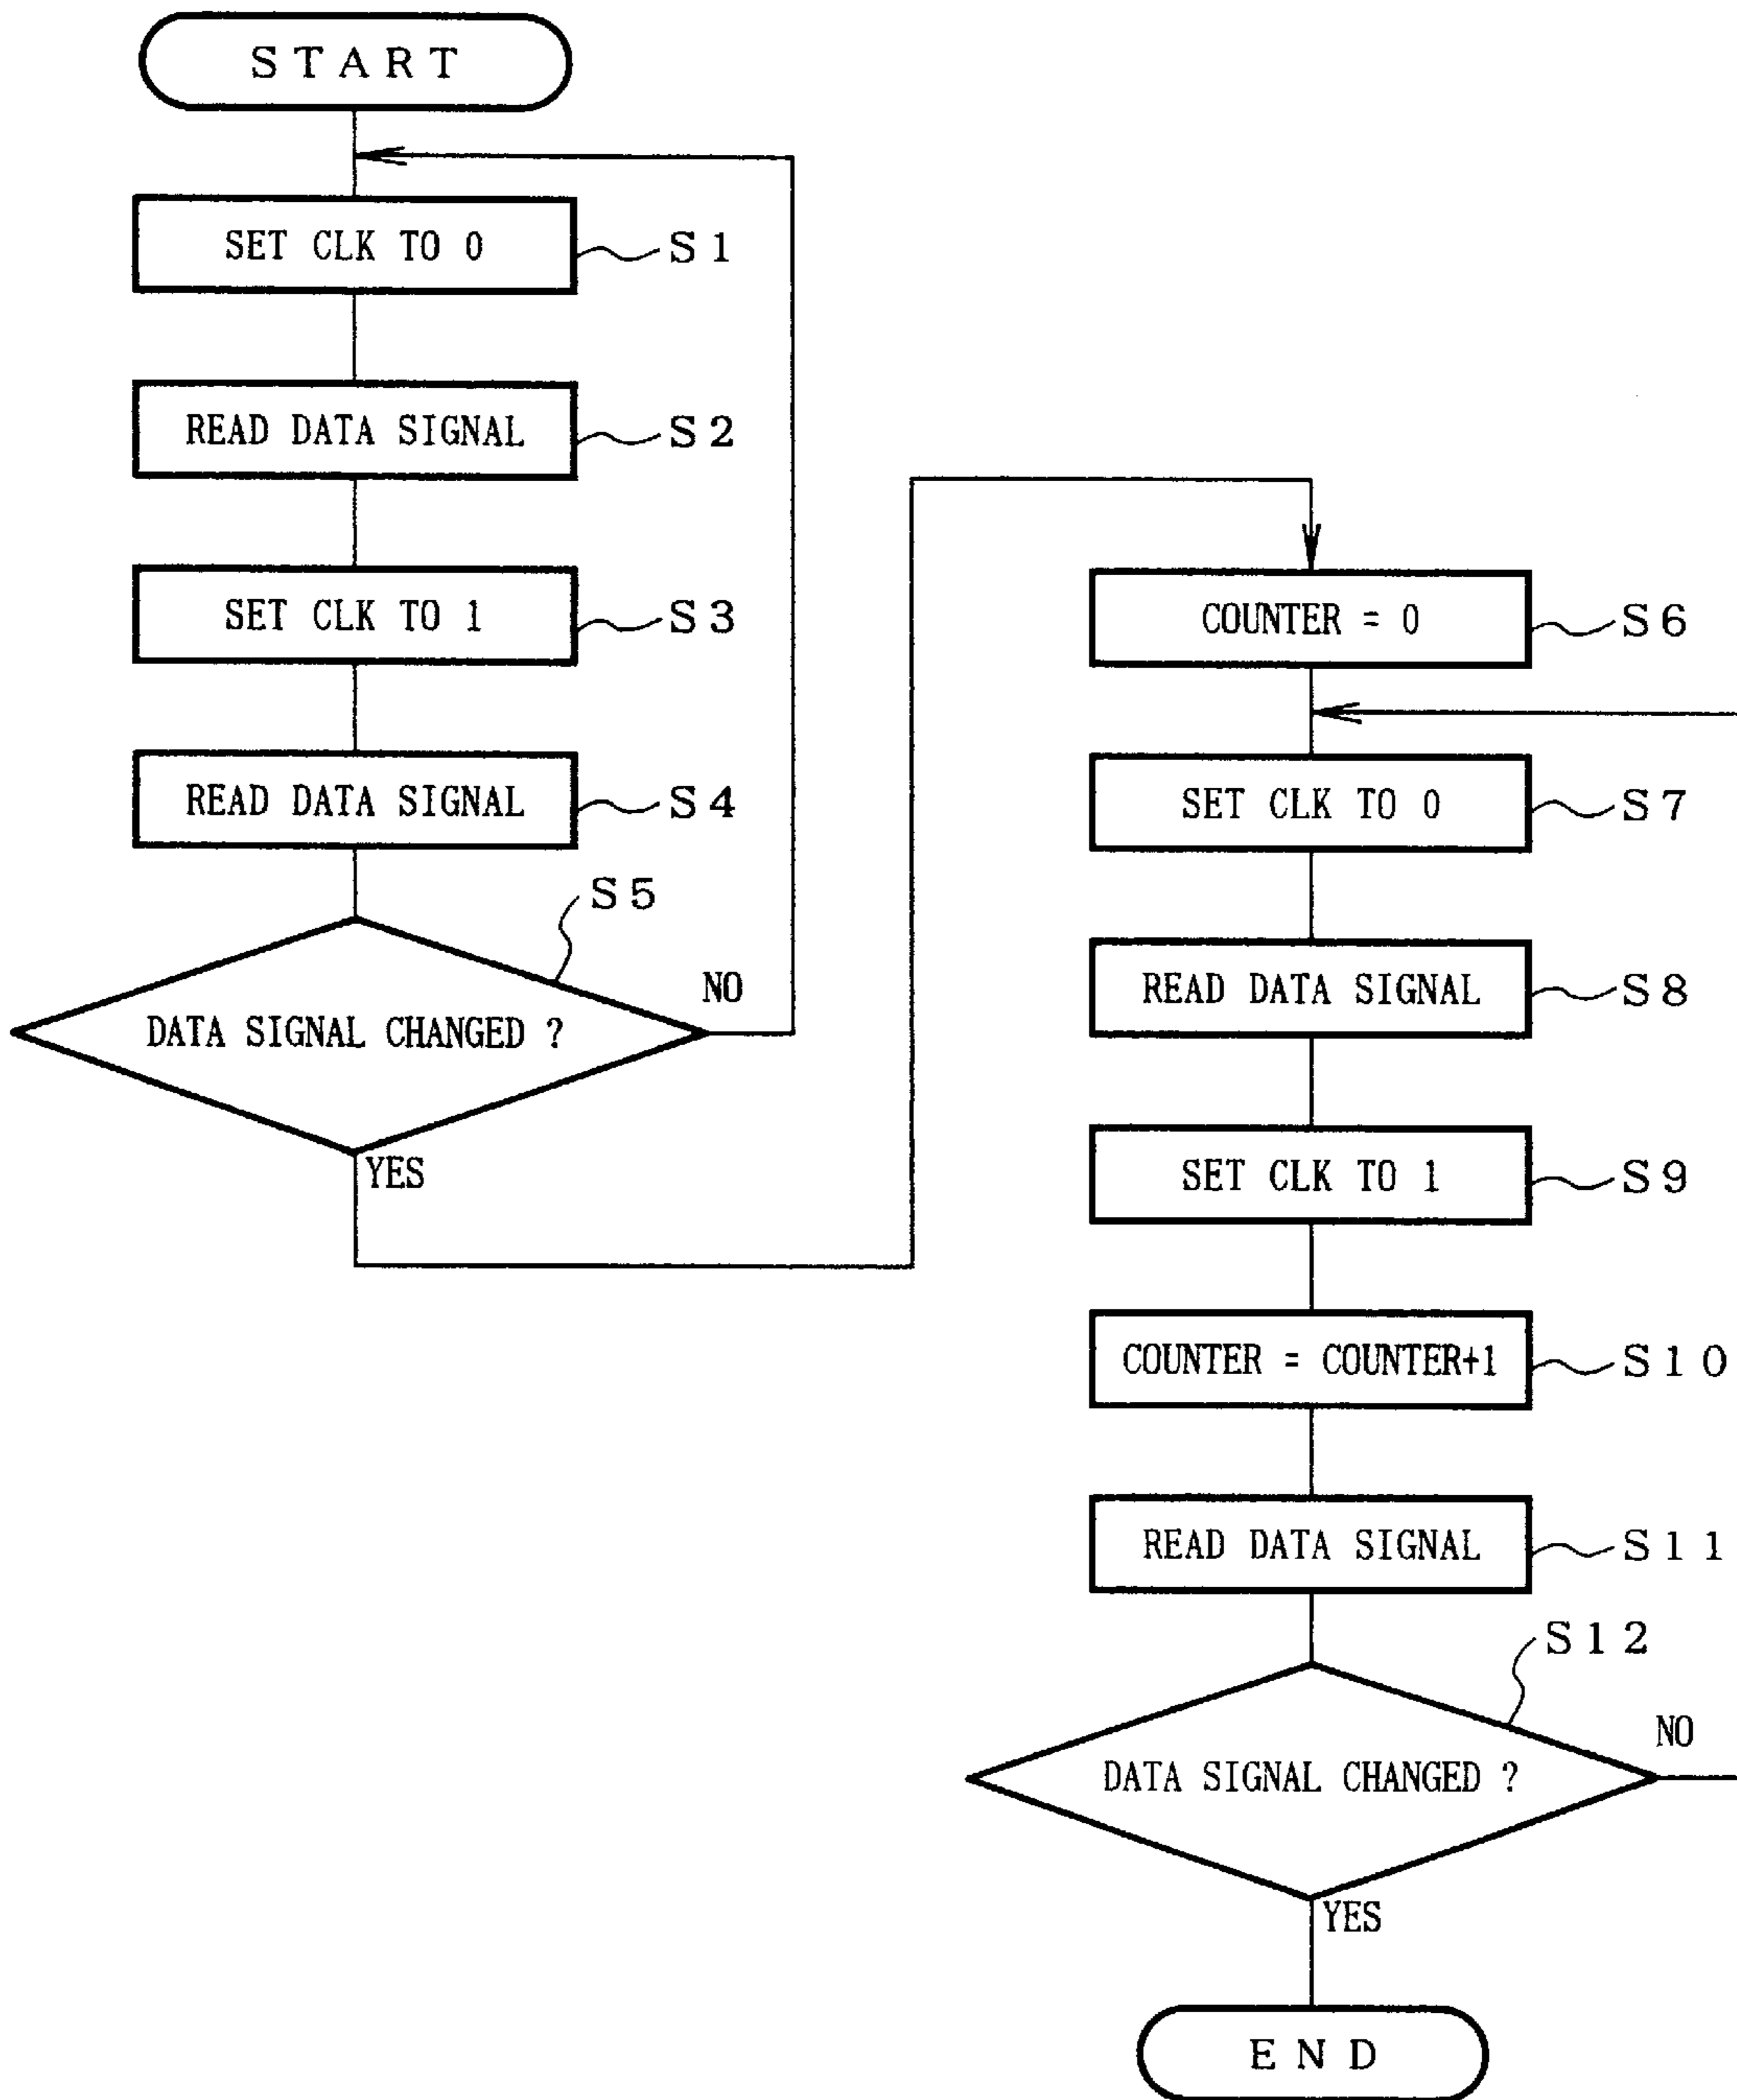 START
SET CLK TO 0
S1
READ DATA SIGNAL
S2
SET CLK TO 1
S3
READ DATA SIGNAL
S4
S5
DATA SIGNAL CHANGED ?
NO
YES
COUNTER = 0
S6
SET CLK TO 0
S7
READ DATA SIGNAL
S8
SET CLK TO 1
S9
COUNTER = COUNTER+1
S10
READ DATA SIGNAL
S11
S12
DATA SIGNAL CHANGED ?
NO
YES
END